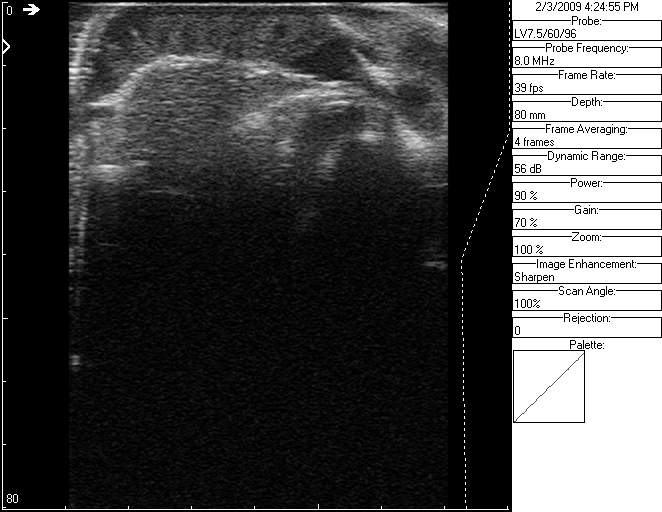 0
80
2/3/2009 4:24:55 PM
Probe:
LV7.5/60/96
Probe Frequency:
8.0 MHz
Frame Rate:
39 fps
Depth:
80 mm
Frame Averaging:
4 frames
Dynamic Range:
56 dB
Power:
90 %
Gain:
70 %
Zoom:
100 %
Image Enhancement:
Sharpen
Scan Angle:
100%
Rejection:
0
Palette: